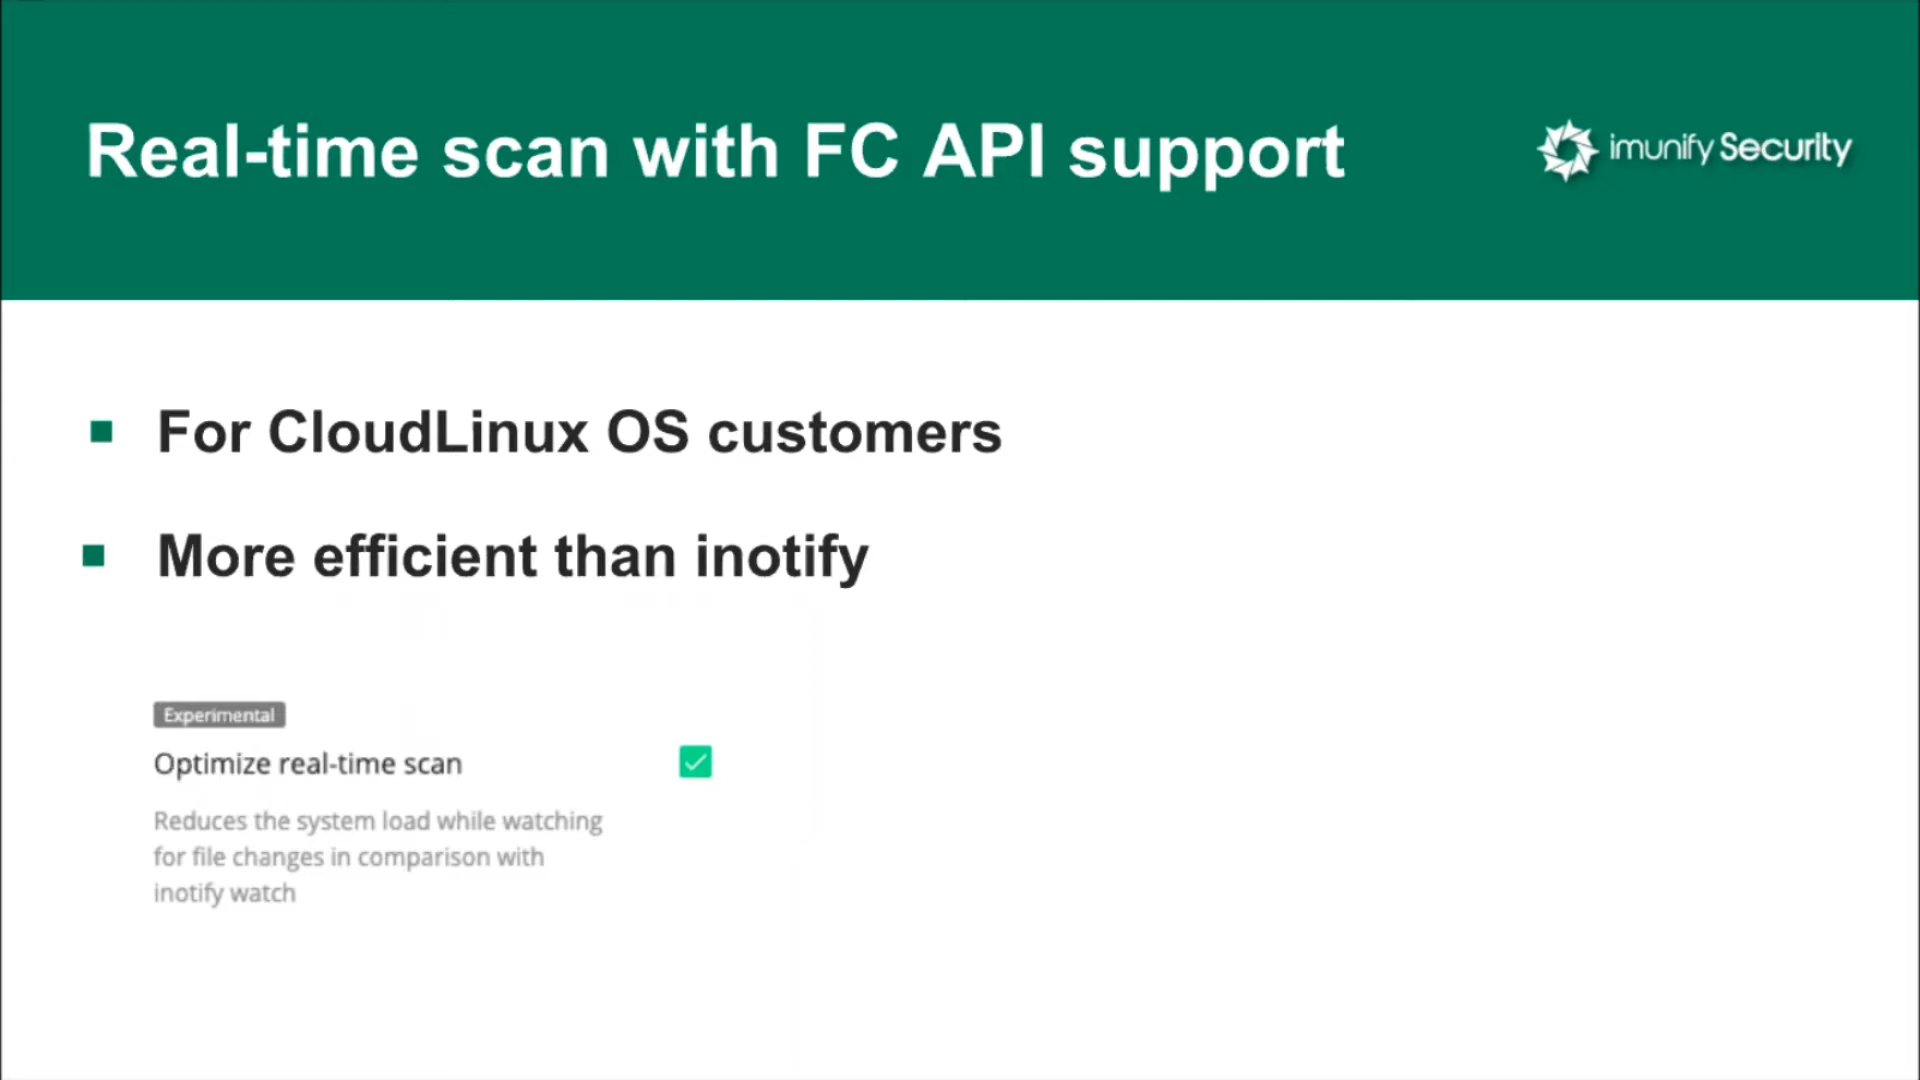 Real-time scan with FC API support
imunify Security
For CloudLinux OS customers
More efficient than inotify
Experimental
Optimize real-time scan
Reduces the system load while watching
for file changes in comparison with
inotify watch